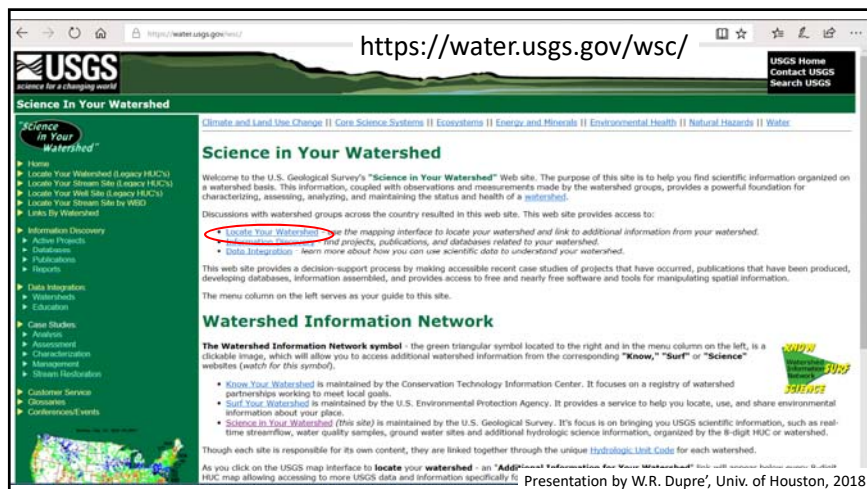 https://water.usgs.gov/wsc/
https://water.usgs.gov/wsc/
USGS
science for a changing world
USGS Home
Contact USGS
Search USGS
Science In Your Watershed
"Science
in Your
Watershed"
Home
Locate Your Watershed (Legacy HUC's)
Locate Your Stream Site (Legacy HUC's)
Locate Your Well Site (Legacy HUC's)
Locate Your Stream Site by WBD
Links By Watershed
Information Discovery
Active Projects
Databases
Publications
Reports
Data Integration
Watersheds
Education
Case Studies
Analysis
Assessment
Characterization
Management
Stream Restoration
Customer Service
Glossaries
Conferences/Events
Climate and Land Use Change || Core Science Systems || Ecosystems || Energy and Minerals || Environmental Health || Natural Hazards || Water
Science in Your Watershed
Welcome to the U.S. Geological Survey's "Science in Your Watershed" Web site. The purpose of this site is to help you find scientific information organized on
a watershed basis. This information, coupled with observations and measurements made by the watershed groups, provides a powerful foundation for
characterizing, assessing, analyzing, and maintaining the status and health of a watershed.
Discussions with watershed groups across the country resulted in this web site. This web site provides access to:
Locate Your Watershed - use the mapping interface to locate your watershed and link to additional information from your watershed.
Information Discovery - find projects, publications, and databases related to your watershed.
Data Integration - learn more about how you can use scientific data to understand your watershed.
This web site provides a decision-support process by making accessible recent case studies of projects that have occurred, publications that have been produced,
developing databases, information assembled, and provides access to free and nearly free software and tools for manipulating spatial information.
The menu column on the left serves as your guide to this site.
Watershed Information Network
The Watershed Information Network symbol - the green triangular symbol located to the right and in the menu column on the left, is a
clickable image, which will allow you to access additional watershed information from the corresponding "Know," "Surf" or "Science"
websites (watch for this symbol).
KNOW
Watershed
Information
Network
SURF
SCIENCE
Know Your Watershed is maintained by the Conservation Technology Information Center. It focuses on a registry of watershed
partnerships working to meet local goals.
Surf Your Watershed is maintained by the U.S. Environmental Protection Agency. It provides a service to help you locate, use, and share environmental
information about your place.
Science in Your Watershed (this site) is maintained by the U.S. Geological Survey. It's focus is on bringing you USGS scientific information, such as real-
time streamflow, water quality samples, ground water sites and additional hydrologic science information, organized by the 8-digit HUC or watershed.
Though each site is responsible for its own content, they are linked together through the unique Hydrologic Unit Code for each watershed.
As you click on the USGS map interface to locate your watershed - an "Additional Information for Your Watershed" link will appear below every 8-digit
HUC map allowing access to more USGS data and information specifically fo
Presentation by W.R. Dupre', Univ. of Houston, 2018